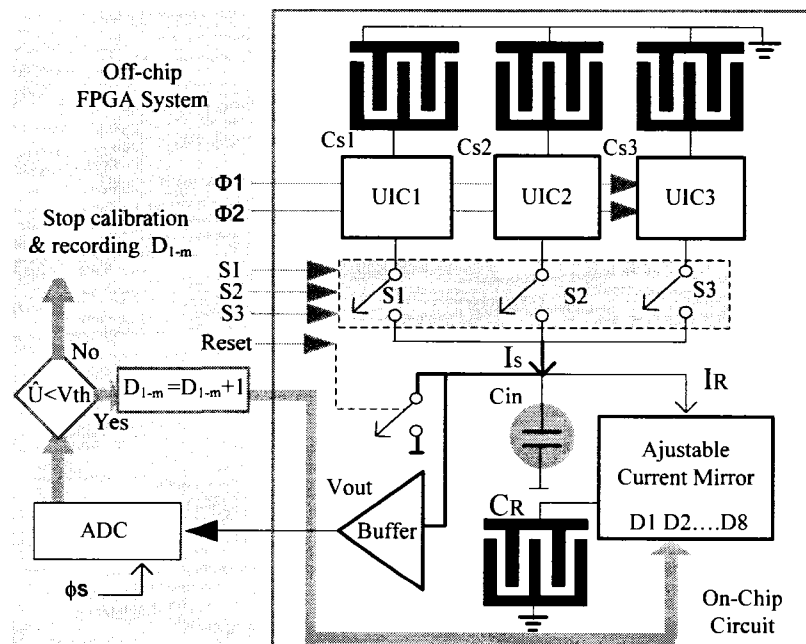 Off-chip
FPGA System
Cs1
Cs2
Cs3
UIC1
UIC2
UIC3
Φ1
Φ2
Stop calibration
& recording D1-m
S1
S2
S3
S1
S2
S3
Reset
No
Is
IR
Cin
Û<Vth
D1-m=D1-m+1
Yes
Ajustable
Current Mirror
D1 D2....D8
Vout
Buffer
CR
ADC
ϕs
On-Chip
Circuit